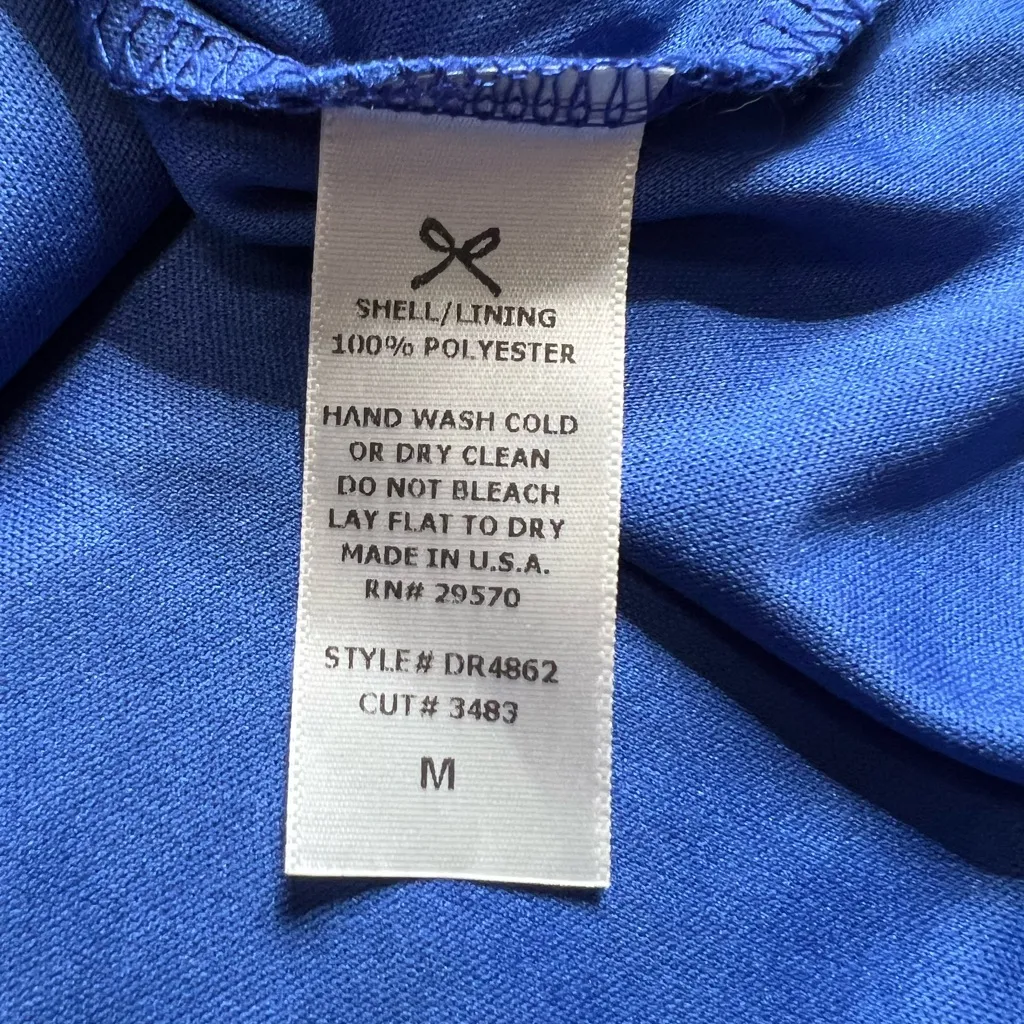 SHELL/LINING
100% POLYESTER
HAND WASH COLD
OR DRY CLEAN
DO NOT BLEACH
LAY FLAT TO DRY
MADE IN U.S.A.
RN# 29570
STYLE# DR4862
CUT# 3483
M